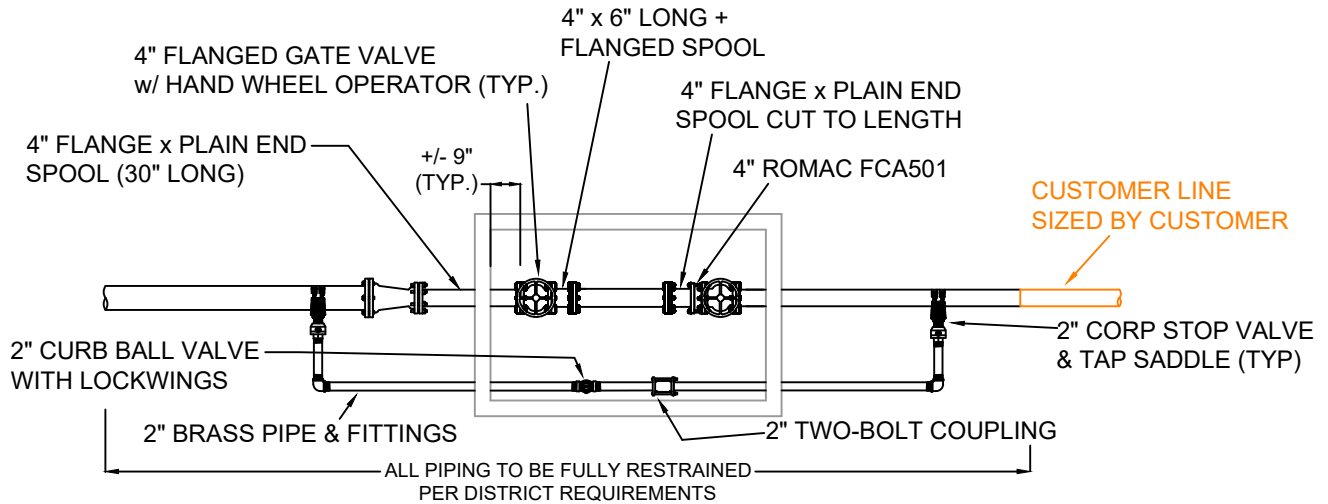 4" x 6" LONG +
FLANGED SPOOL
4" FLANGED GATE VALVE
w/ HAND WHEEL OPERATOR (TYP.)
4" FLANGE x PLAIN END
SPOOL CUT TO LENGTH
4" FLANGE x PLAIN END
SPOOL (30" LONG)
+/- 9"
(TYP.)
4" ROMAC FCA501
CUSTOMER LINE
SIZED BY CUSTOMER
2" CURB BALL VALVE
WITH LOCKWINGS
2" CORP STOP VALVE
& TAP SADDLE (TYP)
2" BRASS PIPE & FITTINGS
2" TWO-BOLT COUPLING
ALL PIPING TO BE FULLY RESTRAINED
PER DISTRICT REQUIREMENTS